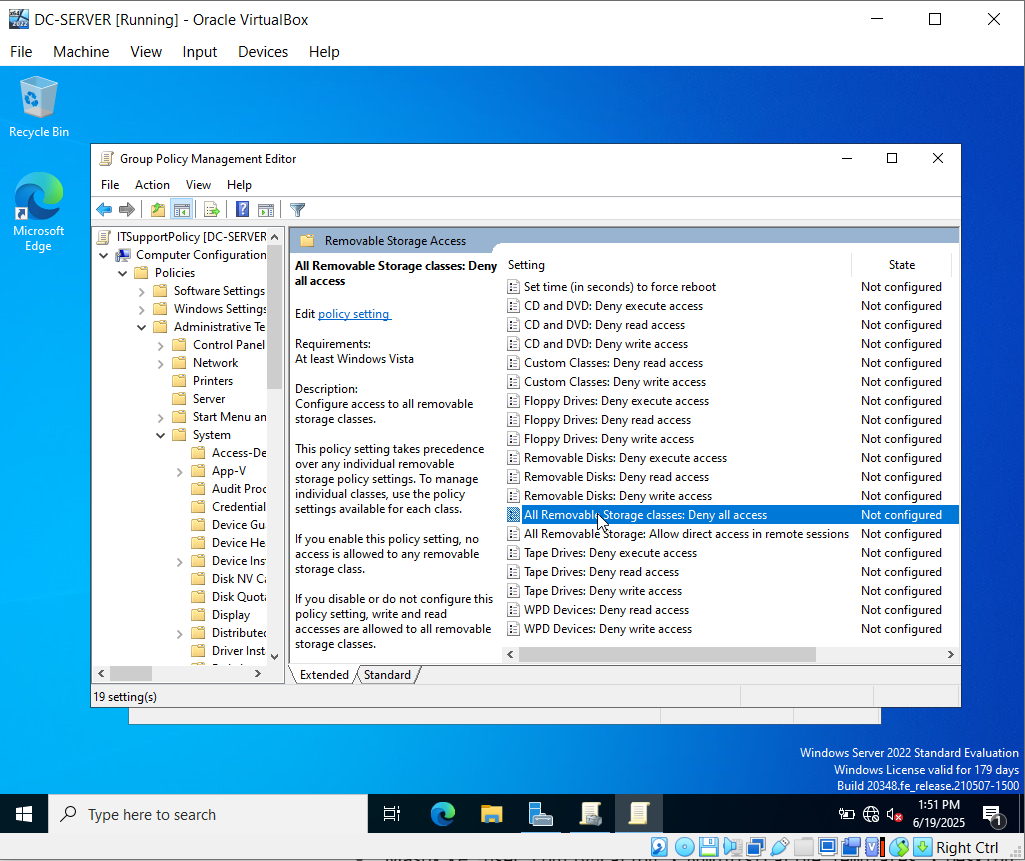 DC-SERVER [Running] - Oracle VirtualBox
File Machine View Input Devices Help
Recycle Bin
Microsoft
Edge
Group Policy Management Editor
File Action View Help
ITSupportPolicy [DC-SERVER
Computer Configuration
Policies
Software Settings
Windows Settings
Administrative Te
Control Panel
Network
Printers
Server
Start Menu an
System
Access-De
App-V
Audit Proc
Credential
Device Gu
Device He
Device Ins
Disk NV Ca
Disk Quota
Display
Distributed
Driver Inst
Removable Storage Access
All Removable Storage classes: Deny
all access
Edit policy setting
Requirements:
At least Windows Vista
Description:
Configure access to all removable
storage classes.
This policy setting takes precedence
over any individual removable
storage policy settings. To manage
individual classes, use the policy
settings available for each class.
If you enable this policy setting, no
access is allowed to any removable
storage class.
If you disable or do not configure this
policy setting, write and read
accesses are allowed to all removable
storage classes.
Setting State
Set time (in seconds) to force reboot Not configured
CD and DVD: Deny execute access Not configured
CD and DVD: Deny read access Not configured
CD and DVD: Deny write access Not configured
Custom Classes: Deny read access Not configured
Custom Classes: Deny write access Not configured
Floppy Drives: Deny execute access Not configured
Floppy Drives: Deny read access Not configured
Floppy Drives: Deny write access Not configured
Removable Disks: Deny execute access Not configured
Removable Disks: Deny read access Not configured
Removable Disks: Deny write access Not configured
All Removable Storage classes: Deny all access Not configured
All Removable Storage: Allow direct access in remote sessions Not configured
Tape Drives: Deny execute access Not configured
Tape Drives: Deny read access Not configured
Tape Drives: Deny write access Not configured
WPD Devices: Deny read access Not configured
WPD Devices: Deny write access Not configured
Extended Standard
19 setting(s)
Windows Server 2022 Standard Evaluation
Windows License valid for 179 days
Build 20348.fe_release.210507-1500
Type here to search
1:51 PM
6/19/2025
1
Right Ctrl